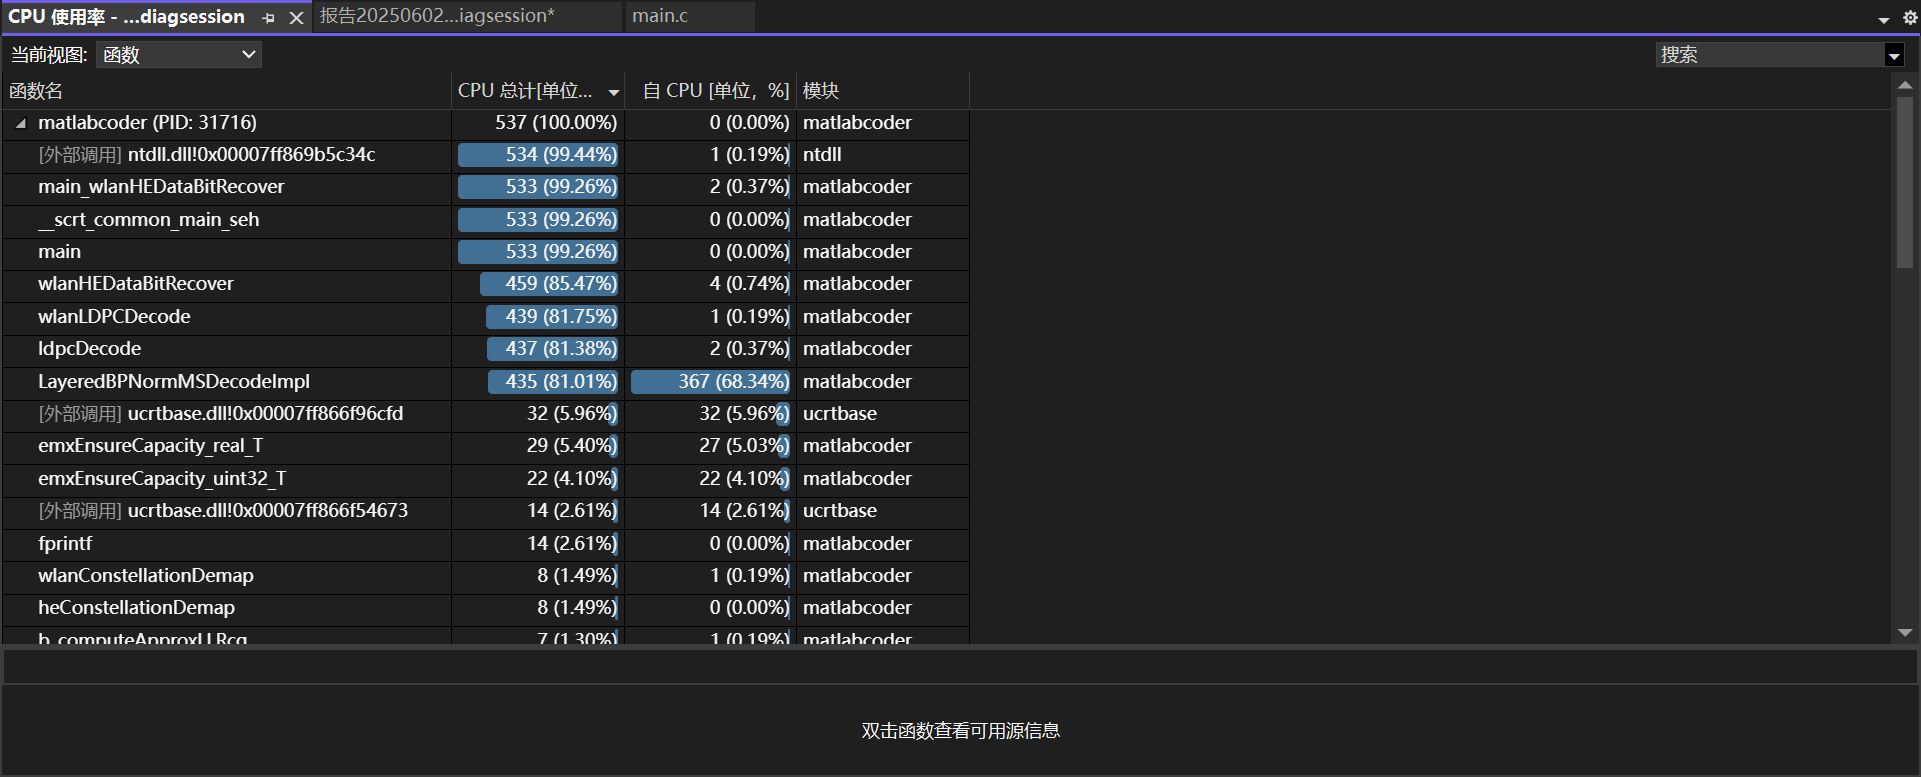 CPU 使用率 - ...diagsession 报告20250602...iagsession* main.c
当前视图: 函数 搜索
函数名 CPU 总计[单位... 自 CPU [单位，%] 模块
matlabcoder (PID: 31716) 537 (100.00%) 0 (0.00%) matlabcoder
[外部调用] ntdll.dll!0x00007ff869b5c34c 534 (99.44%) 1 (0.19%) ntdll
main_wlanHEDataBitRecover 533 (99.26%) 2 (0.37%) matlabcoder
__scrt_common_main_seh 533 (99.26%) 0 (0.00%) matlabcoder
main 533 (99.26%) 0 (0.00%) matlabcoder
wlanHEDataBitRecover 459 (85.47%) 4 (0.74%) matlabcoder
wlanLDPCDecode 439 (81.75%) 1 (0.19%) matlabcoder
ldpcDecode 437 (81.38%) 2 (0.37%) matlabcoder
LayeredBPNormMSDecodeImpl 435 (81.01%) 367 (68.34%) matlabcoder
[外部调用] ucrtbase.dll!0x00007ff866f96cfd 32 (5.96%) 32 (5.96%) ucrtbase
emxEnsureCapacity_real_T 29 (5.40%) 27 (5.03%) matlabcoder
emxEnsureCapacity_uint32_T 22 (4.10%) 22 (4.10%) matlabcoder
[外部调用] ucrtbase.dll!0x00007ff866f54673 14 (2.61%) 14 (2.61%) ucrtbase
fprintf 14 (2.61%) 0 (0.00%) matlabcoder
wlanConstellationDemap 8 (1.49%) 1 (0.19%) matlabcoder
heConstellationDemap 8 (1.49%) 0 (0.00%) matlabcoder
b_computeApproxLLRcg 7 (1.30%) 1 (0.19%) matlabcoder
双击函数查看可用源信息